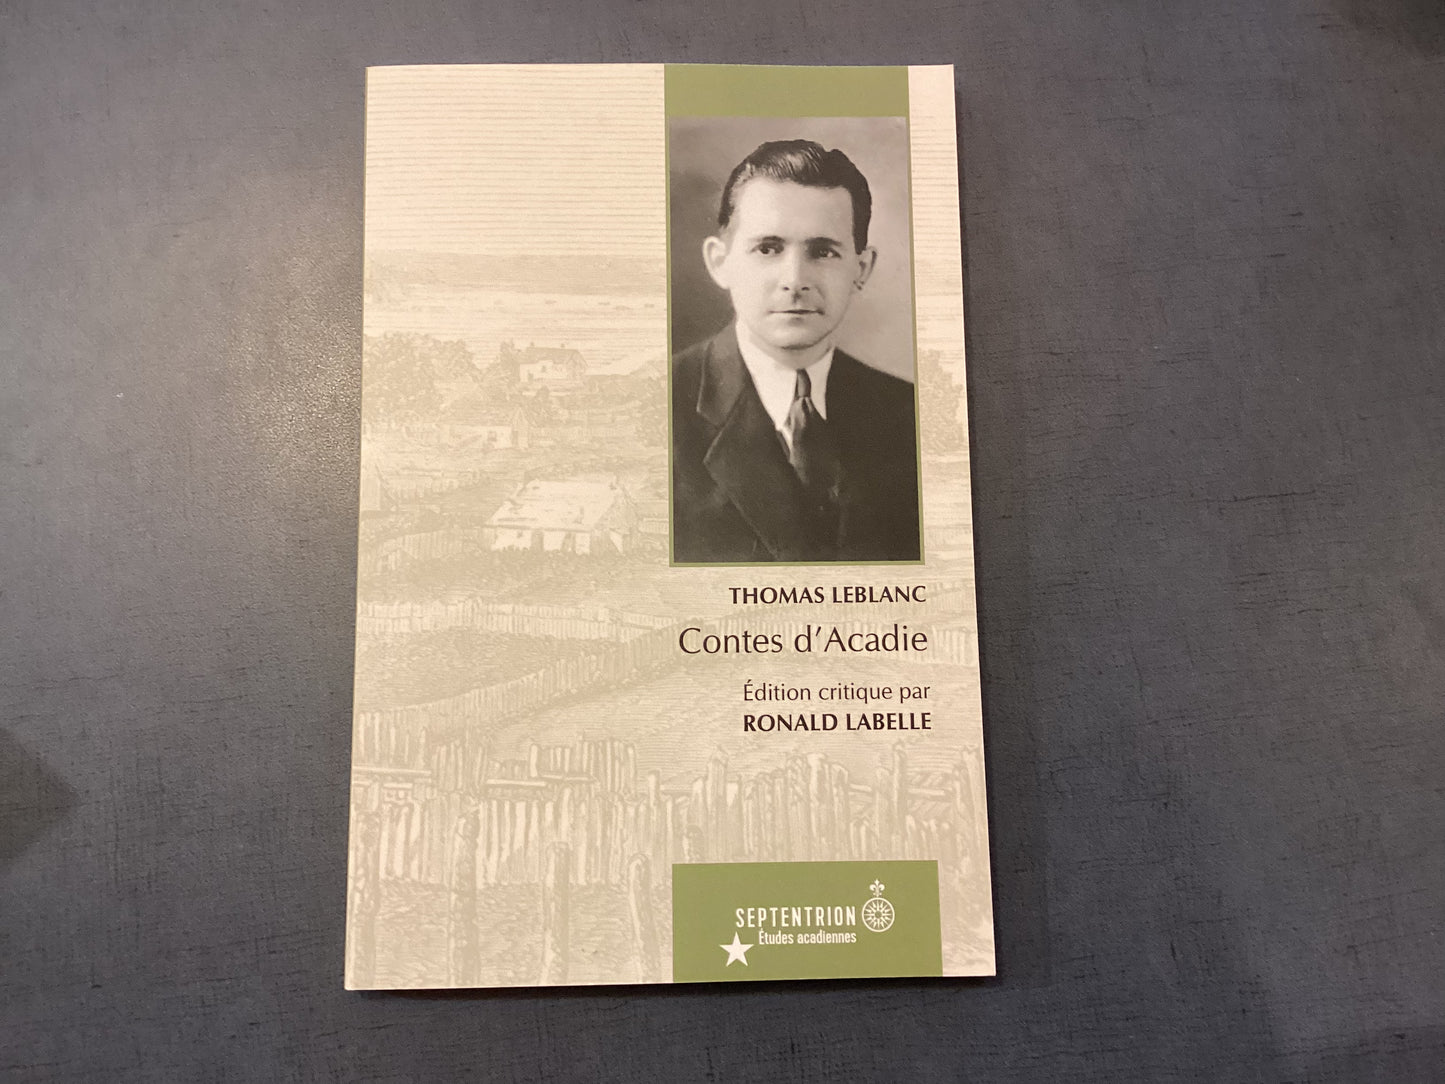 THOMAS LEBLANC
Contes d'Acadie
Édition critique par
RONALD LABELLE
SEPTENTRION
Études acadiennes